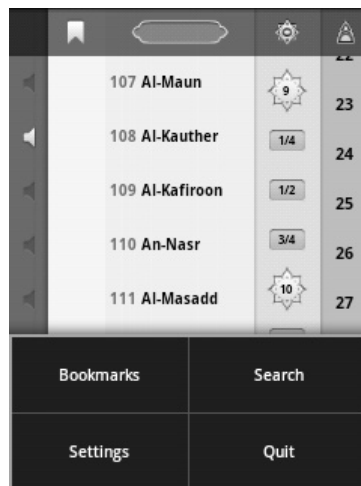 22
107 Al-Maun
9
23
108 Al-Kauther
1/4
24
109 Al-Kafiroon
1/2
25
110 An-Nasr
3/4
26
111 Al-Masadd
10
27
Bookmarks
Search
Settings
Quit